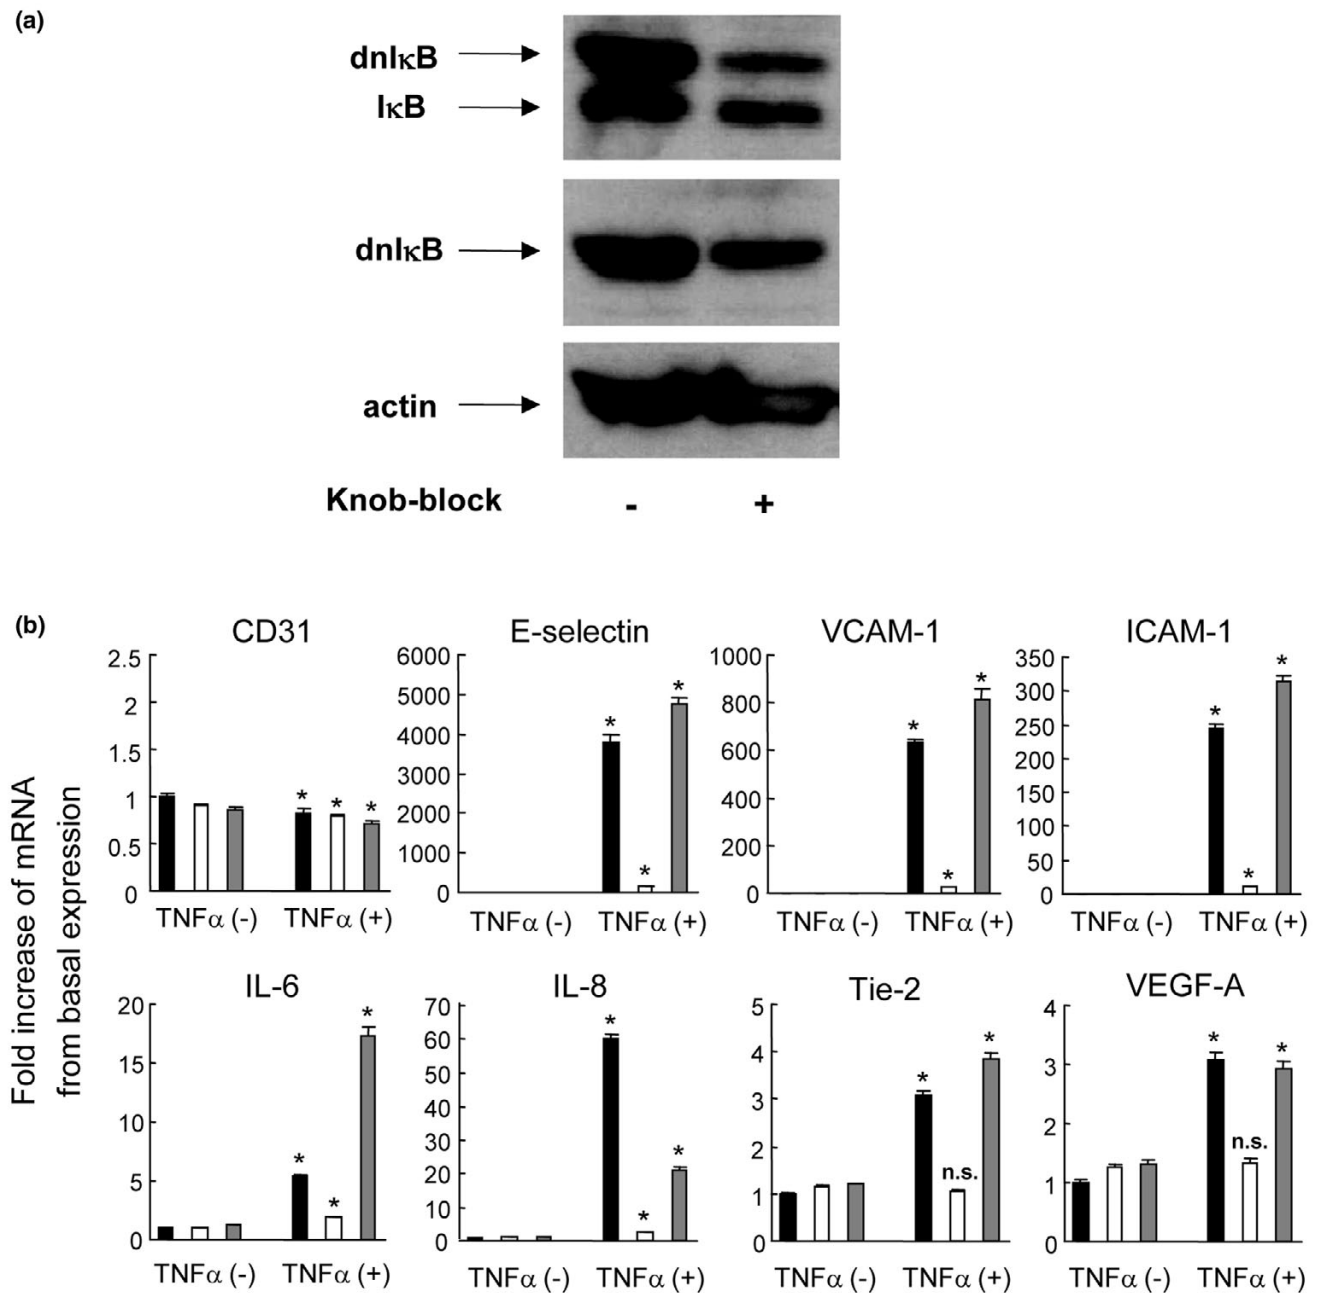 (a)
dnIκB
IκB
dnIκB
actin
Knob-block - +
(b)
Fold increase of mRNA
from basal expression
CD31
2.5
2
1.5
1
0.5
0
* * *
TNFα (-) TNFα (+)
E-selectin
6000
5000
4000
3000
2000
1000
0
* * *
TNFα (-) TNFα (+)
VCAM-1
1000
800
600
400
200
0
* * *
TNFα (-) TNFα (+)
ICAM-1
350
300
250
200
150
100
50
0
* * *
TNFα (-) TNFα (+)
IL-6
20
15
10
5
0
* * *
TNFα (-) TNFα (+)
IL-8
70
60
50
40
30
20
10
0
* * *
TNFα (-) TNFα (+)
Tie-2
5
4
3
2
1
0
* n.s. *
TNFα (-) TNFα (+)
VEGF-A
4
3
2
1
0
* n.s. *
TNFα (-) TNFα (+)